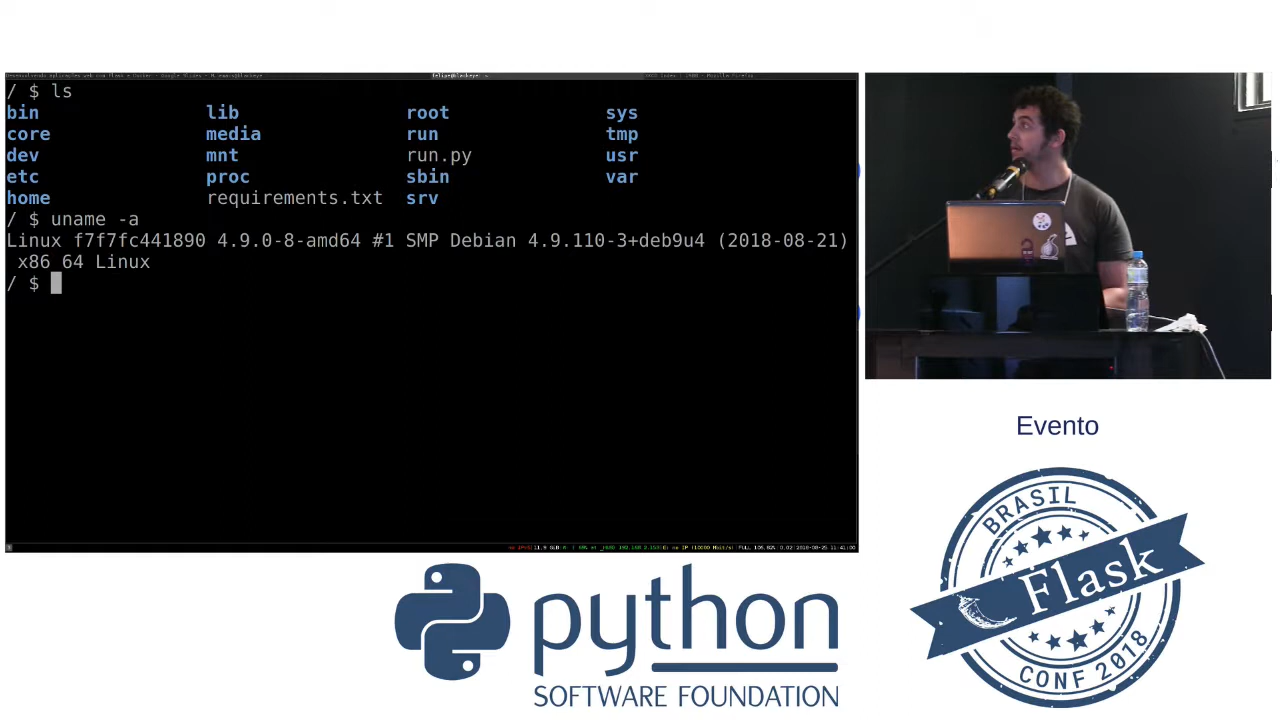 / $ ls
bin lib root sys
core media run tmp
dev mnt run.py usr
etc proc sbin var
home requirements.txt srv
/ $ uname -a
Linux f7f7fc441890 4.9.0-8-amd64 #1 SMP Debian 4.9.110-3+deb9u4 (2018-08-21)
x86_64 Linux
/ $
Evento
BRASIL
Flask
CONF 2018
python
SOFTWARE FOUNDATION